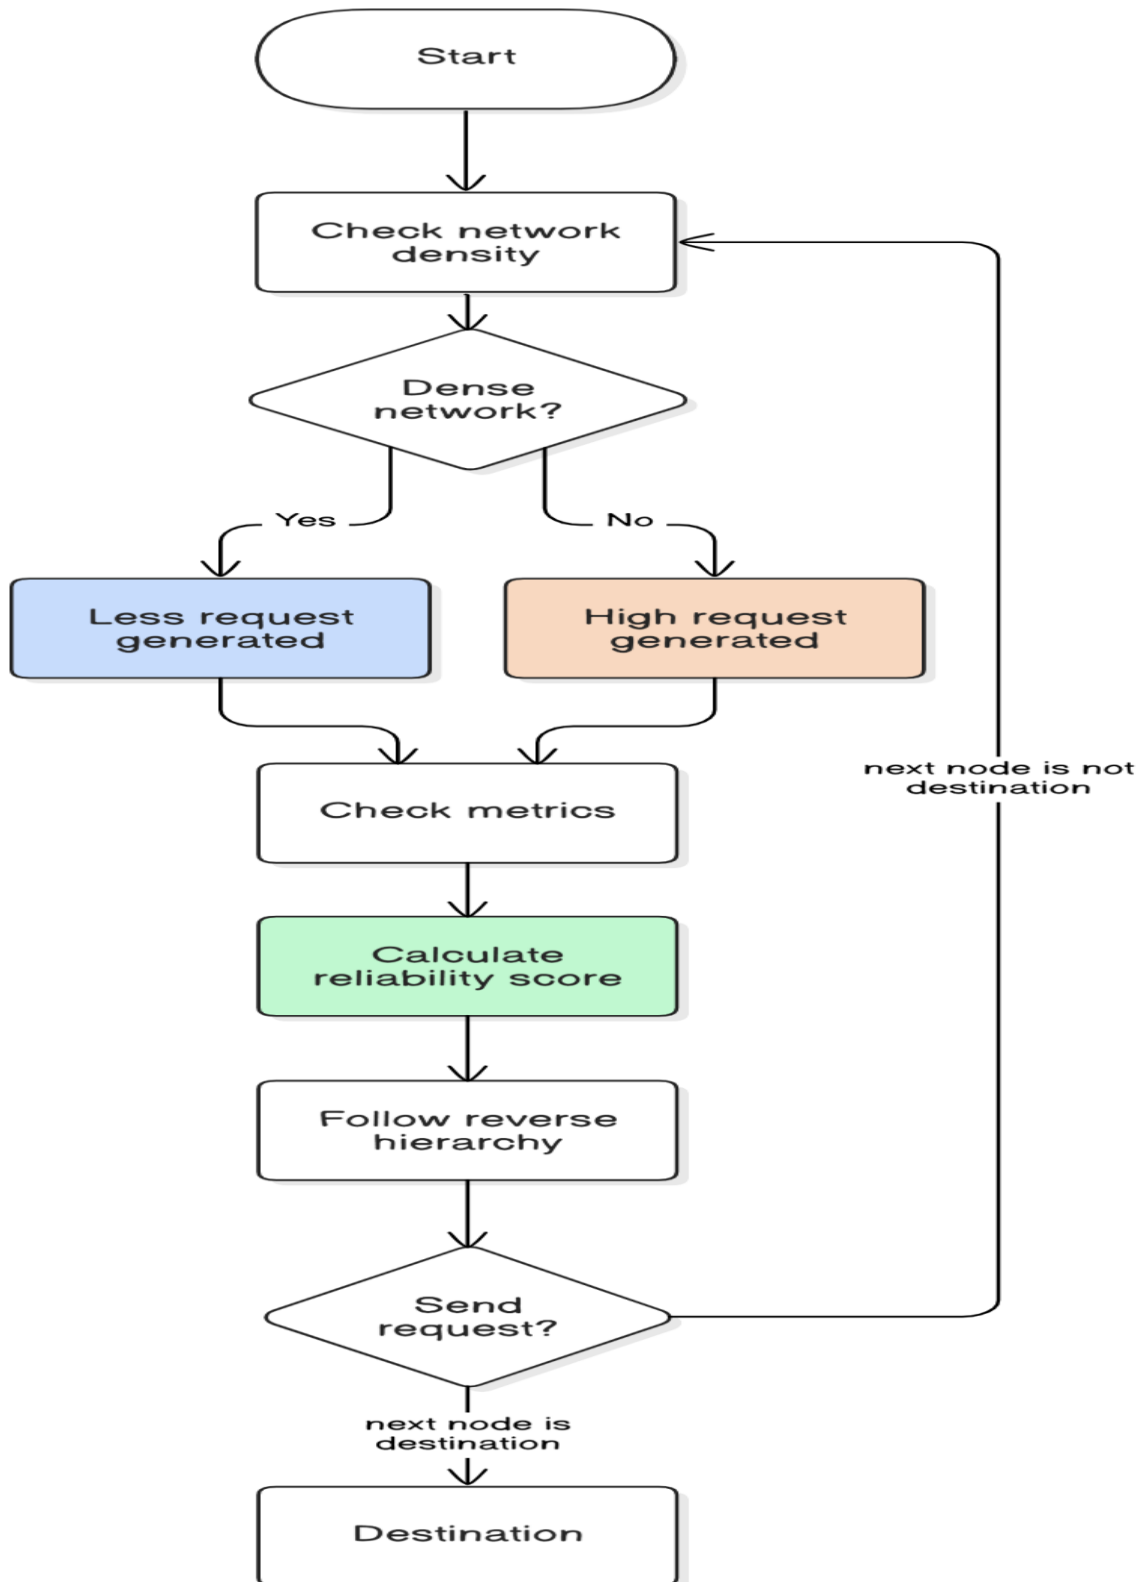 Start
Check network
density
Dense
network?
Yes
No
Less request
generated
High request
generated
Check metrics
next node is not
destination
Calculate
reliability score
Follow reverse
hierarchy
Send
request?
next node is
destination
Destination